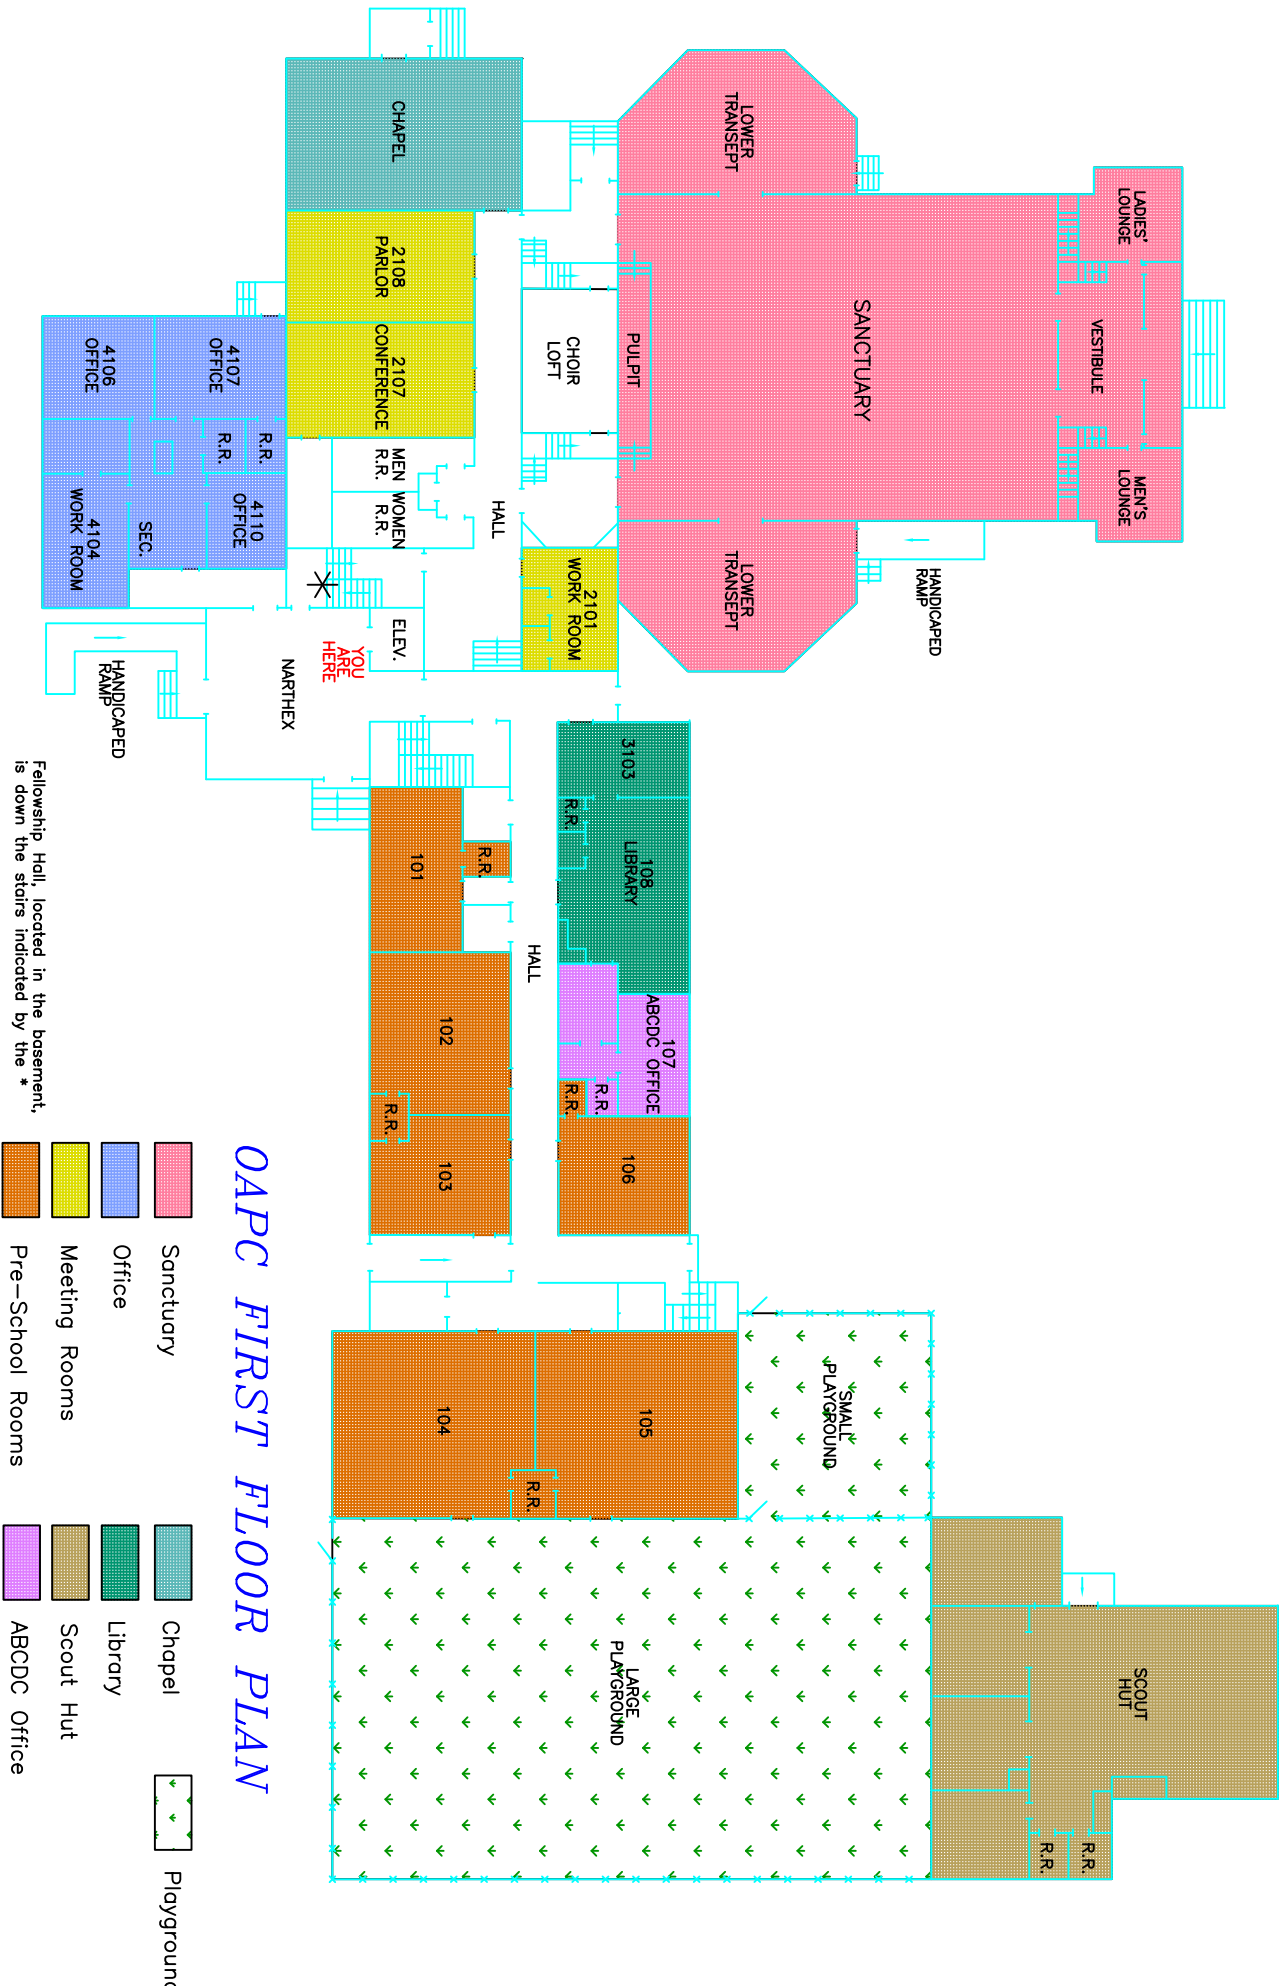 LADIES'
LOUNGE
VESTIBULE
MEN'S
LOUNGE
SCOUT
HUT
R.R.
R.R.
HANDICAPED
RAMP
SANCTUARY
LOWER
TRANSEPT
LOWER
TRANSEPT
PULPIT
SMALL
PLAYGROUND
CHOIR
LOFT
2101
WORK ROOM
3103
R.R.
108
LIBRARY
107
ABCDC OFFICE
R.R.
R.R.
106
105
LARGE
PLAYGROUND
HALL
HALL
R.R.
CHAPEL
2108
PARLOR
2107
CONFERENCE
MEN
R.R.
WOMEN
R.R.
ELEV.
R.R.
101
102
R.R.
103
104
YOU
ARE
HERE
NARTHEX
4107
OFFICE
R.R.
R.R.
4110
OFFICE
SEC.
4106
OFFICE
4104
WORK ROOM
HANDICAPED
RAMP
OAPC FIRST FLOOR PLAN
Fellowship Hall, located in the basement,
is down the stairs indicated by the *
Sanctuary
Chapel
Playground
Office
Library
Meeting Rooms
Scout Hut
Pre-School Rooms
ABCDC Office